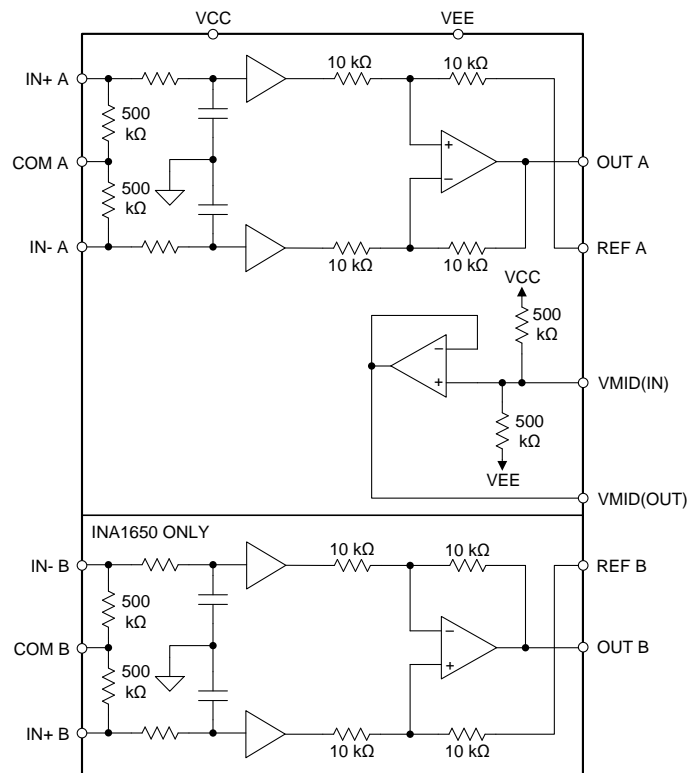 VCC VEE
10 kΩ 10 kΩ
IN+ A
500
kΩ
COM A
+
OUT A
500
kΩ
−
IN- A
10 kΩ 10 kΩ
REF A
VCC
500
kΩ
−
+
VMID(IN)
500
kΩ
VEE
VMID(OUT)
INA1650 ONLY
10 kΩ 10 kΩ
IN- B
REF B
500
kΩ
−
COM B
OUT B
+
500
kΩ
IN+ B
10 kΩ 10 kΩ